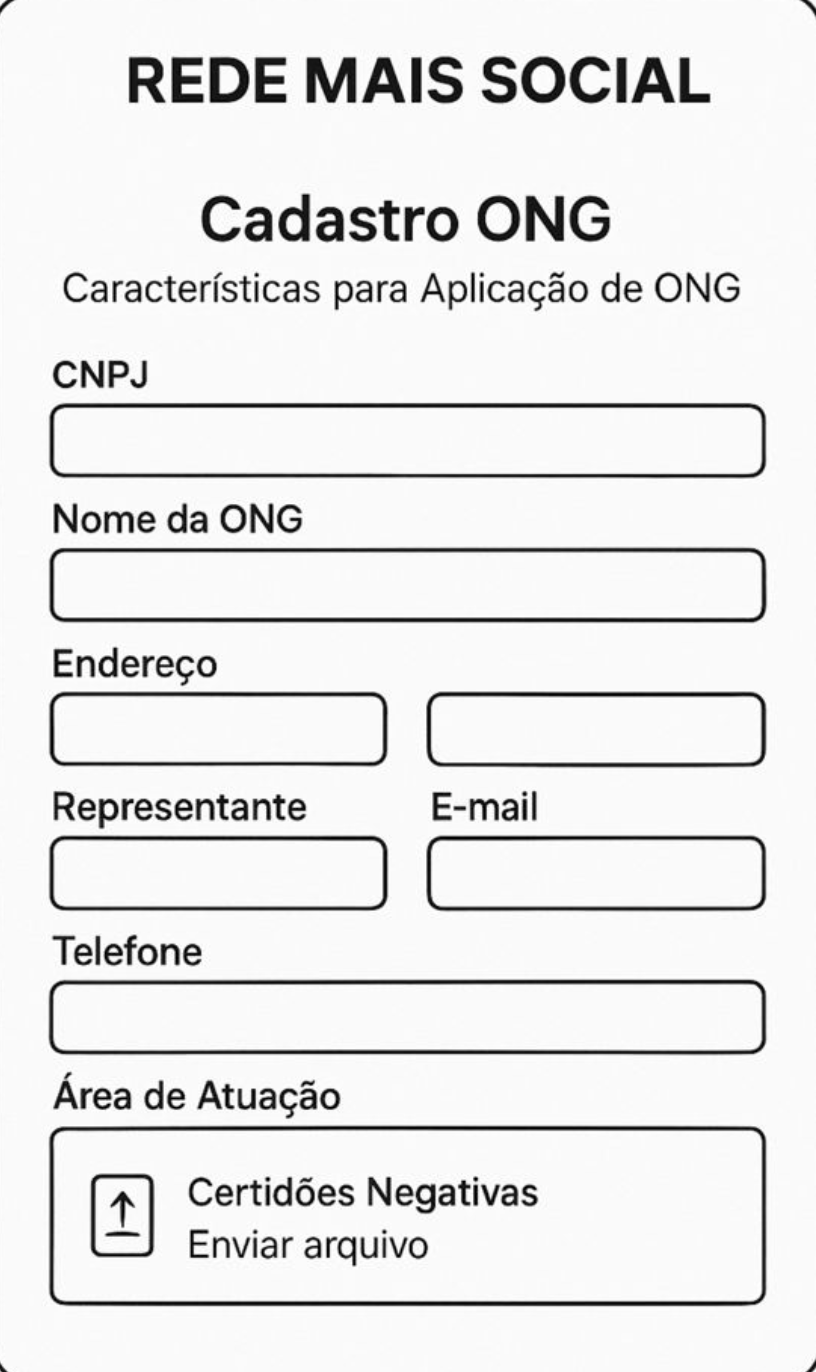 REDE MAIS SOCIAL
Cadastro ONG
Características para Aplicação de ONG
CNPJ
Nome da ONG
Endereço
Representante
E-mail
Telefone
Área de Atuação
Certidões Negativas
Enviar arquivo